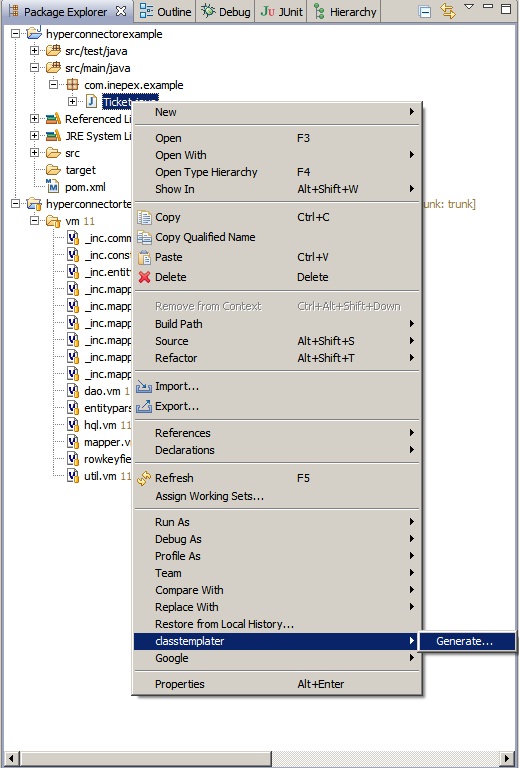 Package Explorer Outline Debug JUnit Hierarchy
hyperconnectorexample
src/test/java
src/main/java
com.inepex.example
Ticket.java
New
Referenced Li
Open F3
JRE System Li
Open With
src
Open Type Hierarchy F4
target
Show In Alt+Shift+W
pom.xml
hyperconnectorte unk: trunk]
Copy Ctrl+C
vm 11
Copy Qualified Name
_inc.comm
Paste Ctrl+V
_inc.const
Delete Delete
_inc.entit
_inc.mapp
Remove from Context Ctrl+Alt+Shift+Down
_inc.mapp
Build Path
_inc.mapp
Source Alt+Shift+S
_inc.mapp
Refactor Alt+Shift+T
_inc.mapp
Import...
_inc.mapp
dao.vm 1
Export...
entitypars
hql.vm 11
References
mapper.v
Declarations
rowkeyfie
util.vm 11
Refresh F5
Assign Working Sets...
Run As
Debug As
Profile As
Team
Compare With
Replace With
Restore from Local History...
classtemplater Generate...
Google
Properties Alt+Enter